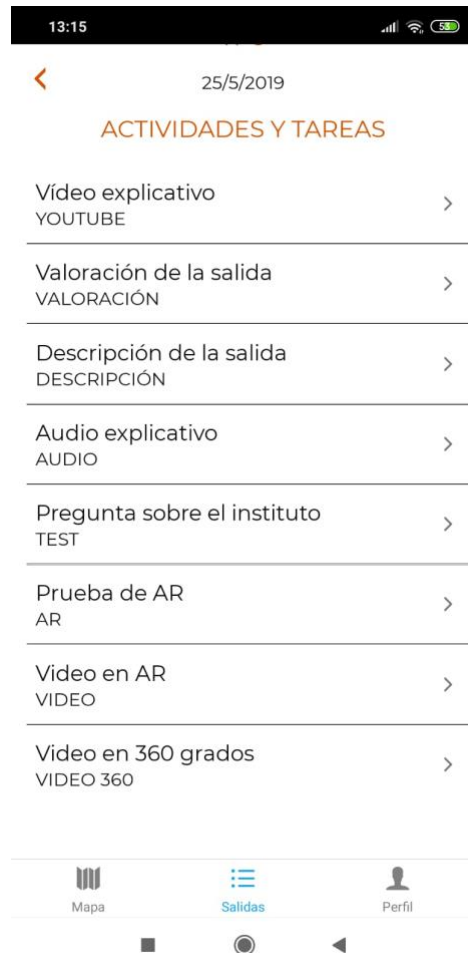 13:15
53
25/5/2019
ACTIVIDADES Y TAREAS
Vídeo explicativo
YOUTUBE
Valoración de la salida
VALORACIÓN
Descripción de la salida
DESCRIPCIÓN
Audio explicativo
AUDIO
Pregunta sobre el instituto
TEST
Prueba de AR
AR
Video en AR
VIDEO
Video en 360 grados
VIDEO 360
Mapa
Salidas
Perfil